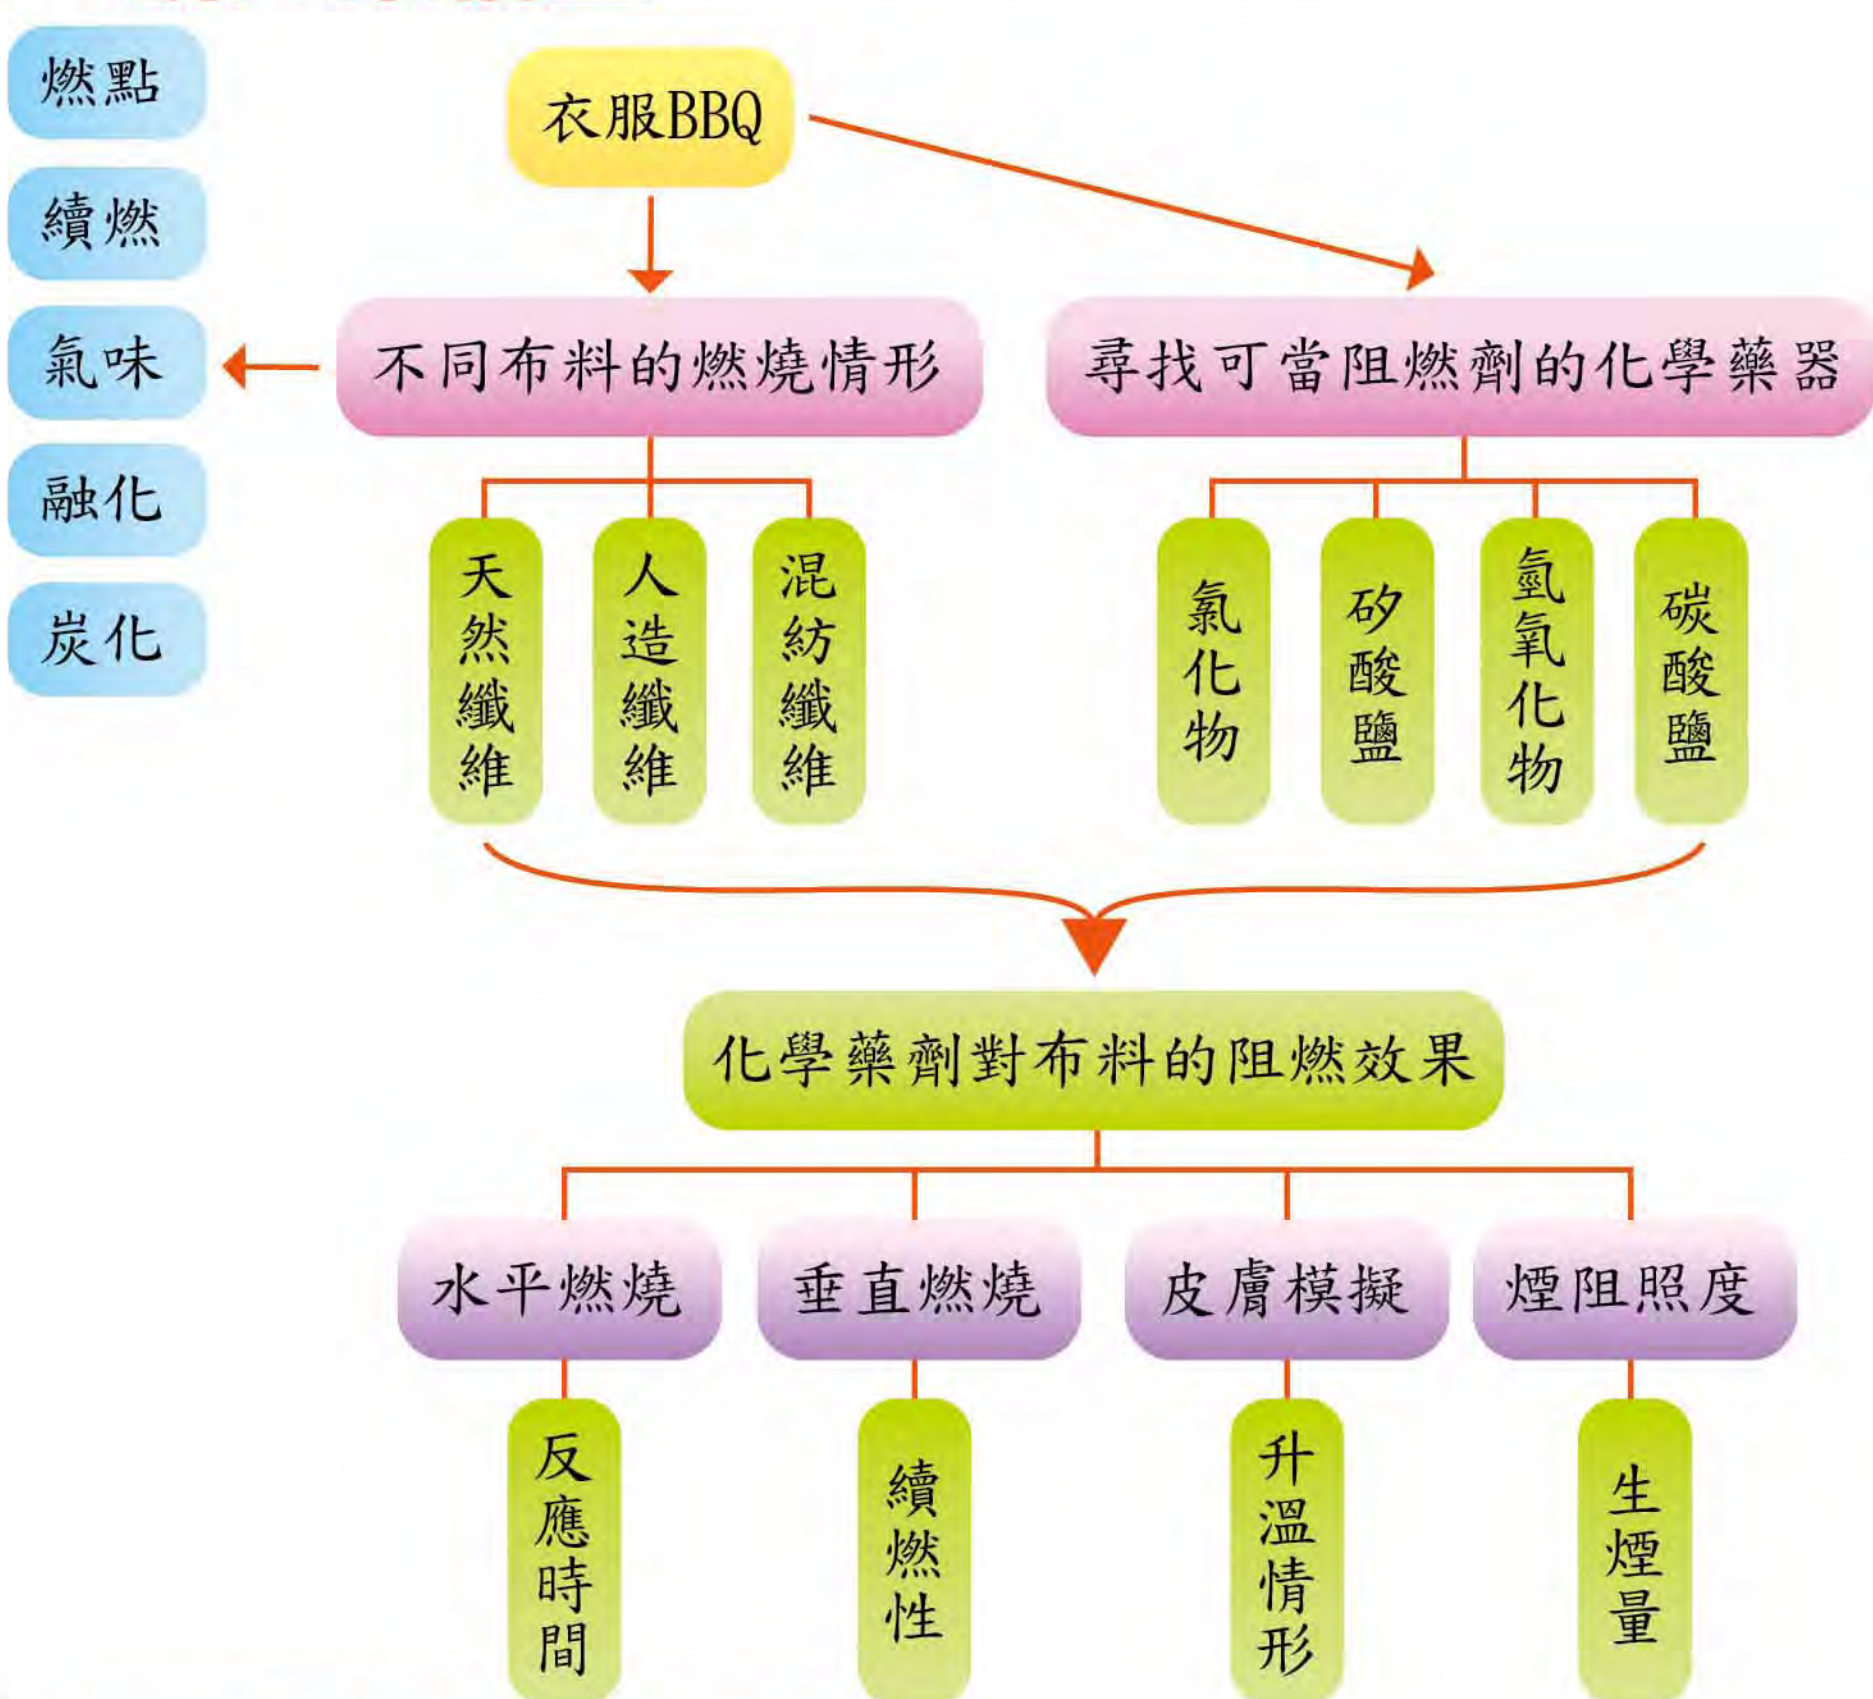 燃點
續燃
氣味
融化
炭化
衣服BBQ
不同布料的燃燒情形
尋找可當阻燃劑的化學藥器
天然纖維
人造纖維
混紡纖維
氯化物
矽酸鹽
氫氧化物
碳酸鹽
化學藥劑對布料的阻燃效果
水平燃燒
垂直燃燒
皮膚模擬
煙阻照度
反應時間
續燃性
升溫情形
生煙量